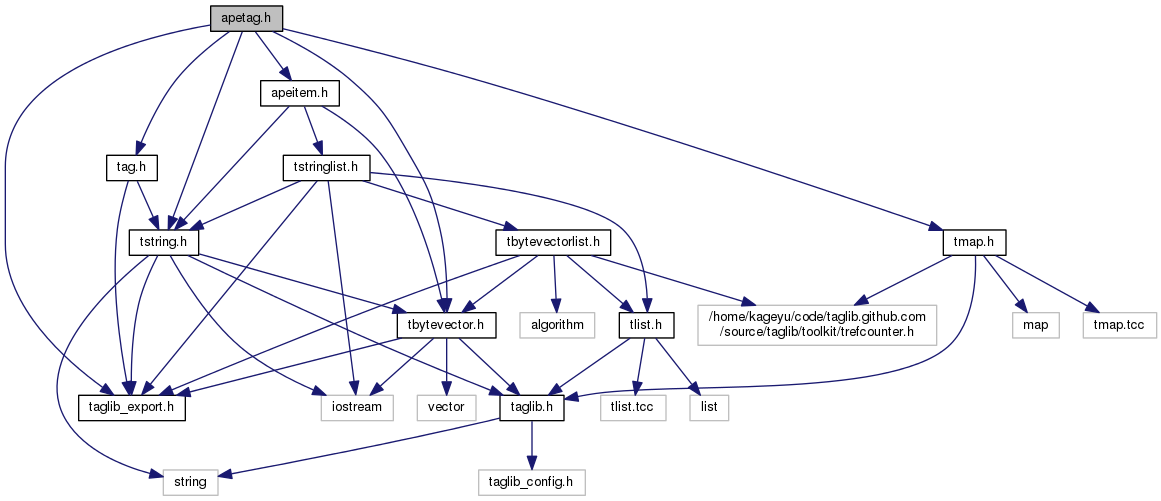 apetag.h
apeitem.h
tag.h
tstringlist.h
tstring.h
tbytevectorlist.h
tmap.h
tbytevector.h
algorithm
tlist.h
/home/kageyu/code/taglib.github.com
/source/taglib/toolkit/trefcounter.h
map
tmap.tcc
taglib_export.h
iostream
vector
taglib.h
tlist.tcc
list
string
taglib_config.h